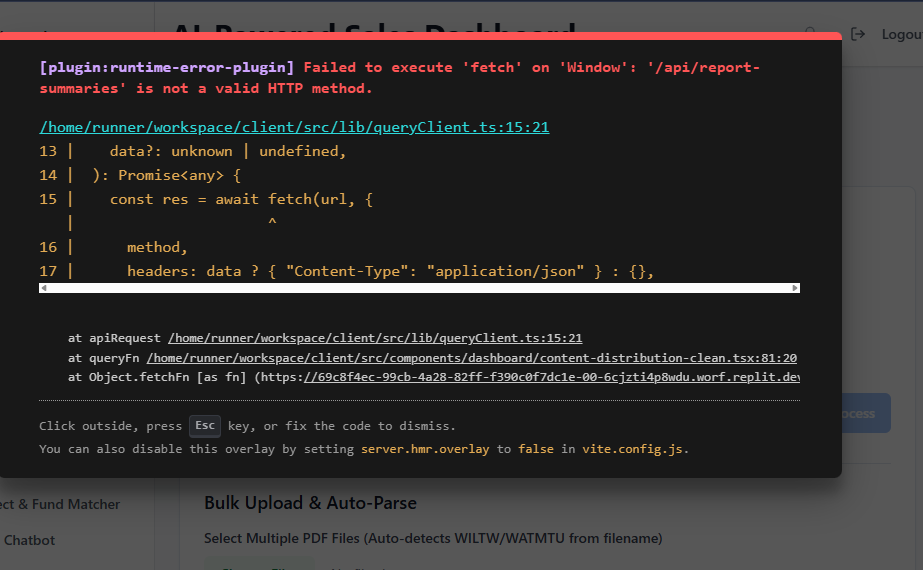 AI-Powered Sales Dashboard
Logou
[plugin:runtime-error-plugin] Failed to execute 'fetch' on 'Window': '/api/report-
summaries' is not a valid HTTP method.
/home/runner/workspace/client/src/lib/queryClient.ts:15:21
13 |    data?: unknown | undefined,
14 |  ): Promise<any> {
15 |    const res = await fetch(url, {
   |                      ^
16 |      method,
17 |      headers: data ? { "Content-Type": "application/json" } : {},
at apiRequest /home/runner/workspace/client/src/lib/queryClient.ts:15:21
at queryFn /home/runner/workspace/client/src/components/dashboard/content-distribution-clean.tsx:81:20
at Object.fetchFn [as fn] (https://69c8f4ec-99cb-4a28-82ff-f390c0f7dc1e-00-6cjzti4p8wdu.worf.replit.dev
ocess
Click outside, press Esc key, or fix the code to dismiss.
You can also disable this overlay by setting server.hmr.overlay to false in vite.config.js.
ect & Fund Matcher
Bulk Upload & Auto-Parse
Chatbot
Select Multiple PDF Files (Auto-detects WILTW/WATMTU from filename)